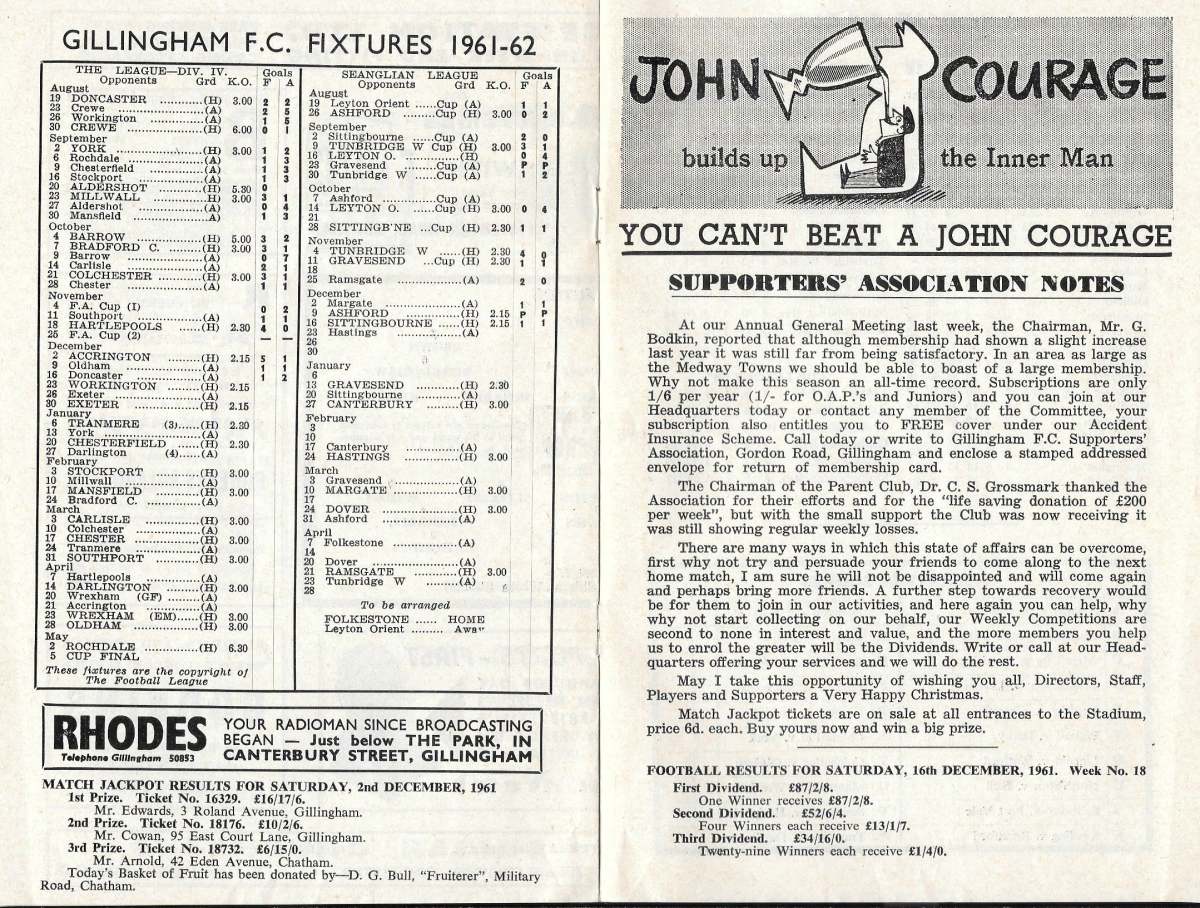 GILLINGHAM F.C. FIXTURES 1961-62
THE LEAGUE—DIV. IV. Goals
Opponents Grd K.O. F A
August
19 DONCASTER ............(H) 3.00 2 2
23 Crewe ..................(A) 2 5
26 Workington ............(A) 1 5
30 CREWE ..................(H) 6.00 0 1
September
2 YORK ..................(H) 3.00 1 2
6 Rochdale ...............(A) 1 3
9 Chesterfield ............(A) 1 3
16 Stockport ...............(A) 1 3
20 ALDERSHOT ............(H) 5.30 0
23 MILLWALL ............H) 3.00 3 1
27 Aldershot ...............(A) 0 4
30 Mansfield ...............A) 1 3
October
4 BARROW ...............(H) 5.00 3 2
7 BRADFORD C. .........(H) 3.00 3 1
9 Barrow ..................(A) 0 7
14 Carlisle ..................(A) 2 1
21 COLCHESTER .........(H) 3.00 3 1
28 Chester ..................(A) 1 1
November
4 F.A. Cup (1) 0 2
11 Southport ...............(A) 1 1
18 HARTLEPOOLS ......(H) 2.30 4 0
25 F.A. Cup (2) — —
December
2 ACCRINGTON .........(H) 2.15 5 1
9 Oldham ..................(A) 1 1
16 Doncaster ...............(A) 1 2
23 WORKINGTON .........(H) 2.15
26 Exeter ..................(A)
30 EXETER ...............(H) 2.15
January
6 TRANMERE (3)......(H) 2.30
13 York .....................(A)
20 CHESTERFIELD ......(H) 2.30
27 Darlington (4)......(A)
February
3 STOCKPORT ............(H) 3.00
10 Millwall ..................(A)
17 MANSFIELD ............(H) 3.00
24 Bradford C. ............(A)
March
3 CARLISLE ............(H) 3.00
10 Colchester ...............(A)
17 CHESTER ...............(H) 3.00
24 Tranmere ...............(A)
31 SOUTHPORT ............(H) 3.00
April
7 Hartlepools ............(A)
14 DARLINGTON .........(H) 3.00
20 Wrexham (GF) .........(A)
21 Accrington ............(A)
23 WREXHAM (EM)......(H) 3.00
28 OLDHAM ...............(H) 3.00
May
2 ROCHDALE ............(H) 6.30
5 CUP FINAL
These fixtures are the copyright of
The Football League
SEANGLIAN LEAGUE Goals
Opponents Grd K.O. F A
August
19 Leyton Orient ......Cup (A) 1 1
26 ASHFORD .........Cup (H) 3.00 0 2
September
2 Sittingbourne ......Cup (A) 2 0
9 TUNBRIDGE W Cup (H) 3.00 3 1
16 LEYTON O. ............(H) 0 4
23 Gravesend .........Cup (A) P P
30 Tunbridge W ......Cup (A) 1 2
October
7 Ashford ............Cup (A)
14 LEYTON O. ......Cup (H) 3.00 0 4
21
28 SITTINGB'NE ...Cup (H) 2.30 1 1
November
4 TUNBRIDGE W ......(H) 2.30 4 0
11 GRAVESEND ...Cup (H) 2.30 1 1
18
25 Ramsgate ...............(A) 2 0
December
2 Margate ..................(A) 1 1
9 ASHFORD ...............(H) 2.15 P P
16 SITTINGBOURNE ......(H) 2.15 1 1
23 Hastings ...............(A)
26
30
January
6
13 GRAVESEND .........(H) 2.30
20 Sittingbourne .........(A)
27 CANTERBURY .........(H) 3.00
February
3
10
17 Canterbury ............(A)
24 HASTINGS ............(H) 3.00
March
3 Gravesend ...............(A)
10 MARGATE ............(H) 3.00
17
24 DOVER ..................(H) 3.00
31 Ashford ..................(A)
April
7 Folkestone ...............(A)
14
20 Dover .....................(A)
21 RAMSGATE ............(H) 3.00
23 Tunbridge W .........(A)
28
To be arranged
FOLKESTONE ...... HOME
Leyton Orient .........
RHODES
Telephone Gillingham 50853
YOUR RADIOMAN SINCE BROADCASTING
BEGAN — Just below THE PARK, IN
CANTERBURY STREET, GILLINGHAM
MATCH JACKPOT RESULTS FOR SATURDAY, 2nd DECEMBER, 1961
1st Prize. Ticket No. 16329. £16/17/6.
Mr. Edwards, 3 Roland Avenue, Gillingham.
2nd Prize. Ticket No. 18176. £10/2/6.
Mr. Cowan, 95 East Court Lane, Gillingham.
3rd Prize. Ticket No. 18732. £6/15/0.
Mr. Arnold, 42 Eden Avenue, Chatham.
Today's Basket of Fruit has been donated by—D. G. Bull, "Fruiterer", Military
Road, Chatham.
JOHN COURAGE
builds up the Inner Man
YOU CAN'T BEAT A JOHN COURAGE
SUPPORTERS' ASSOCIATION NOTES
At our Annual General Meeting last week, the Chairman, Mr. G.
Bodkin, reported that although membership had shown a slight increase
last year it was still far from being satisfactory. In an area as large as
the Medway Towns we should be able to boast of a large membership.
Why not make this season an all-time record. Subscriptions are only
1/6 per year (1/- for O.A.P.'s and Juniors) and you can join at our
Headquarters today or contact any member of the Committee, your
subscription also entitles you to FREE cover under our Accident
Insurance Scheme. Call today or write to Gillingham F.C. Supporters'
Association, Gordon Road, Gillingham and enclose a stamped addressed
envelope for return of membership card.
The Chairman of the Parent Club, Dr. C. S. Grossmark thanked the
Association for their efforts and for the "life saving donation of £200
per week", but with the small support the Club was now receiving it
was still showing regular weekly losses.
There are many ways in which this state of affairs can be overcome,
first why not try and persuade your friends to come along to the next
home match, I am sure he will not be disappointed and will come again
and perhaps bring more friends. A further step towards recovery would
be for them to join in our activities, and here again you can help, why
why not start collecting on our behalf, our Weekly Competitions are
second to none in interest and value, and the more members you help
us to enrol the greater will be the Dividends. Write or call at our Head-
quarters offering your services and we will do the rest.
May I take this opportunity of wishing you all, Directors, Staff,
Players and Supporters a Very Happy Christmas.
Match Jackpot tickets are on sale at all entrances to the Stadium,
price 6d. each. Buy yours now and win a big prize.
FOOTBALL RESULTS FOR SATURDAY, 16th DECEMBER, 1961. Week No. 18
First Dividend. £87/2/8.
One Winner receives £87/2/8.
Second Dividend. £52/6/4.
Four Winners each receive £13/1/7.
Third Dividend. £34/16/0.
Twenty-nine Winners each receive £1/4/0.